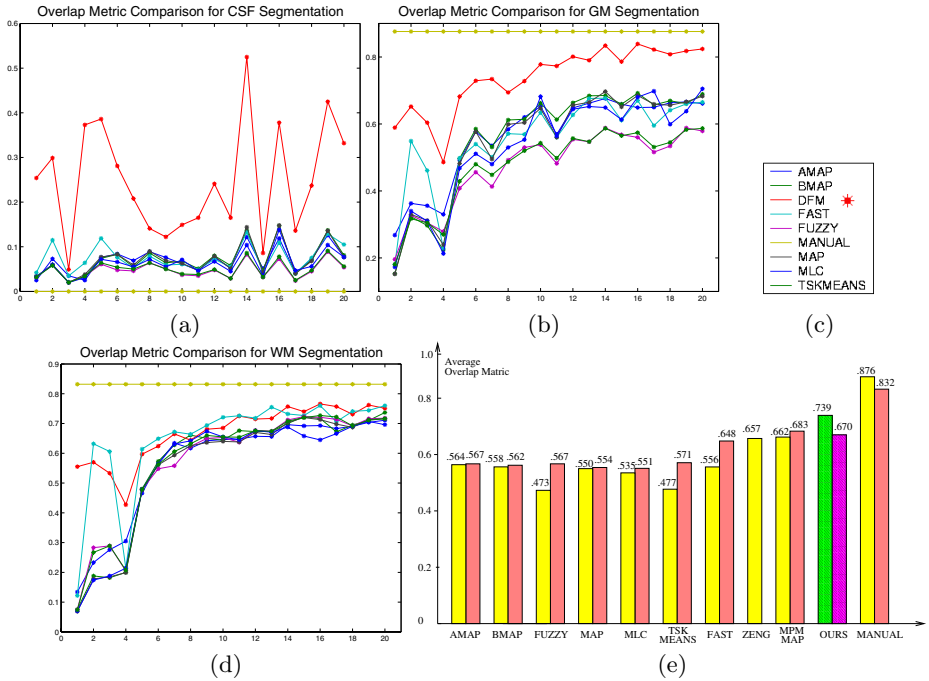 Overlap Metric Comparison for CSF Segmentation
0.6
0.5
0.4
0.3
0.2
0.1
0
0 2 4 6 8 10 12 14 16 18 20
(a)
Overlap Metric Comparison for GM Segmentation
0.8
0.6
0.4
0.2
0 2 4 6 8 10 12 14 16 18 20
(b)
AMAP
BMAP
DFM
FAST
FUZZY
MANUAL
MAP
MLC
TSKMEANS
(c)
Overlap Metric Comparison for WM Segmentation
0.9
0.8
0.7
0.6
0.5
0.4
0.3
0.2
0.1
0
0 2 4 6 8 10 12 14 16 18 20
(d)
Average
Overlap Matric
1.0
0.8
0.6
0.4
0.2
0
.564 .567 .558 .562 .473 .567 .550 .554 .535 .551 .477 .571 .556 .648 .657 .662 .683 .739 .670 .876 .832
AMAP BMAP FUZZY MAP MLC TSK MEANS FAST ZENG MPM MAP OURS MANUAL
(e)